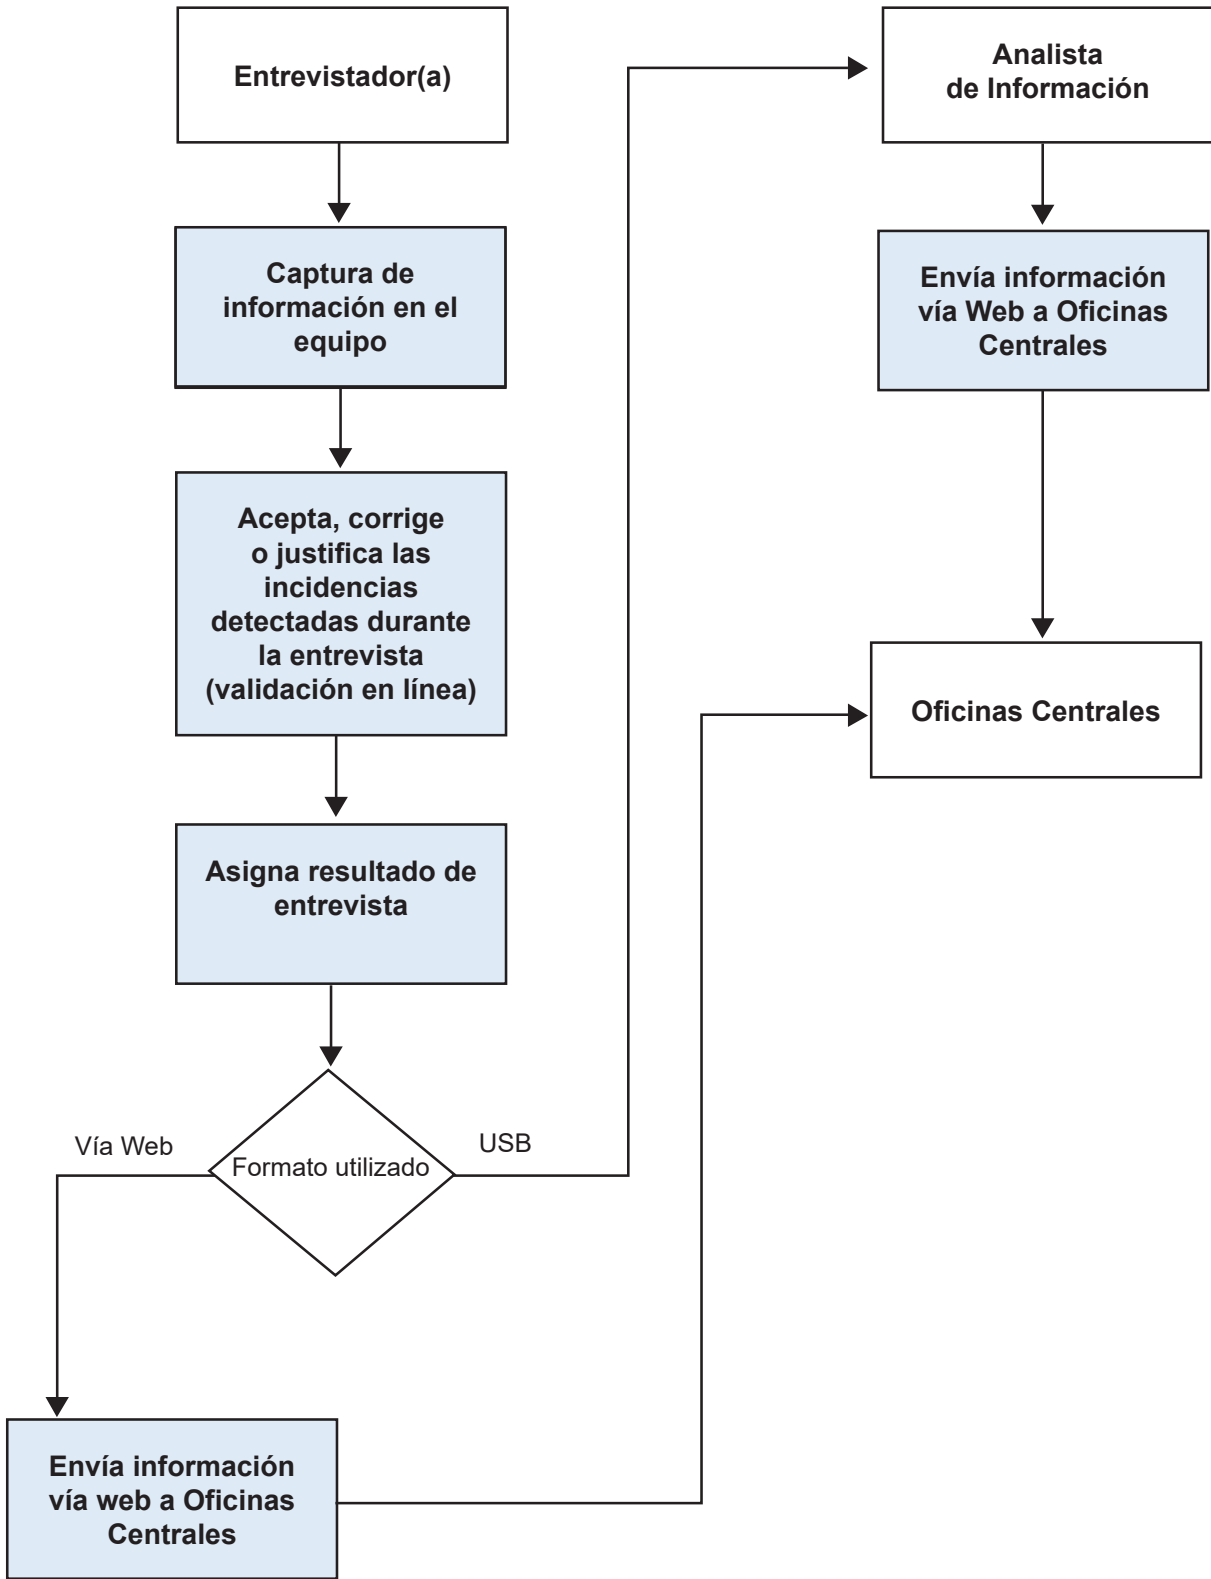 Entrevistador(a)
Captura de
información en el
equipo
Acepta, corrige
o justifica las
incidencias
detectadas durante
la entrevista
(validación en línea)
Asigna resultado de
entrevista
Formato utilizado
Vía Web
USB
Envía información
vía web a Oficinas
Centrales
Analista
de Información
Envía información
vía Web a Oficinas
Centrales
Oficinas Centrales